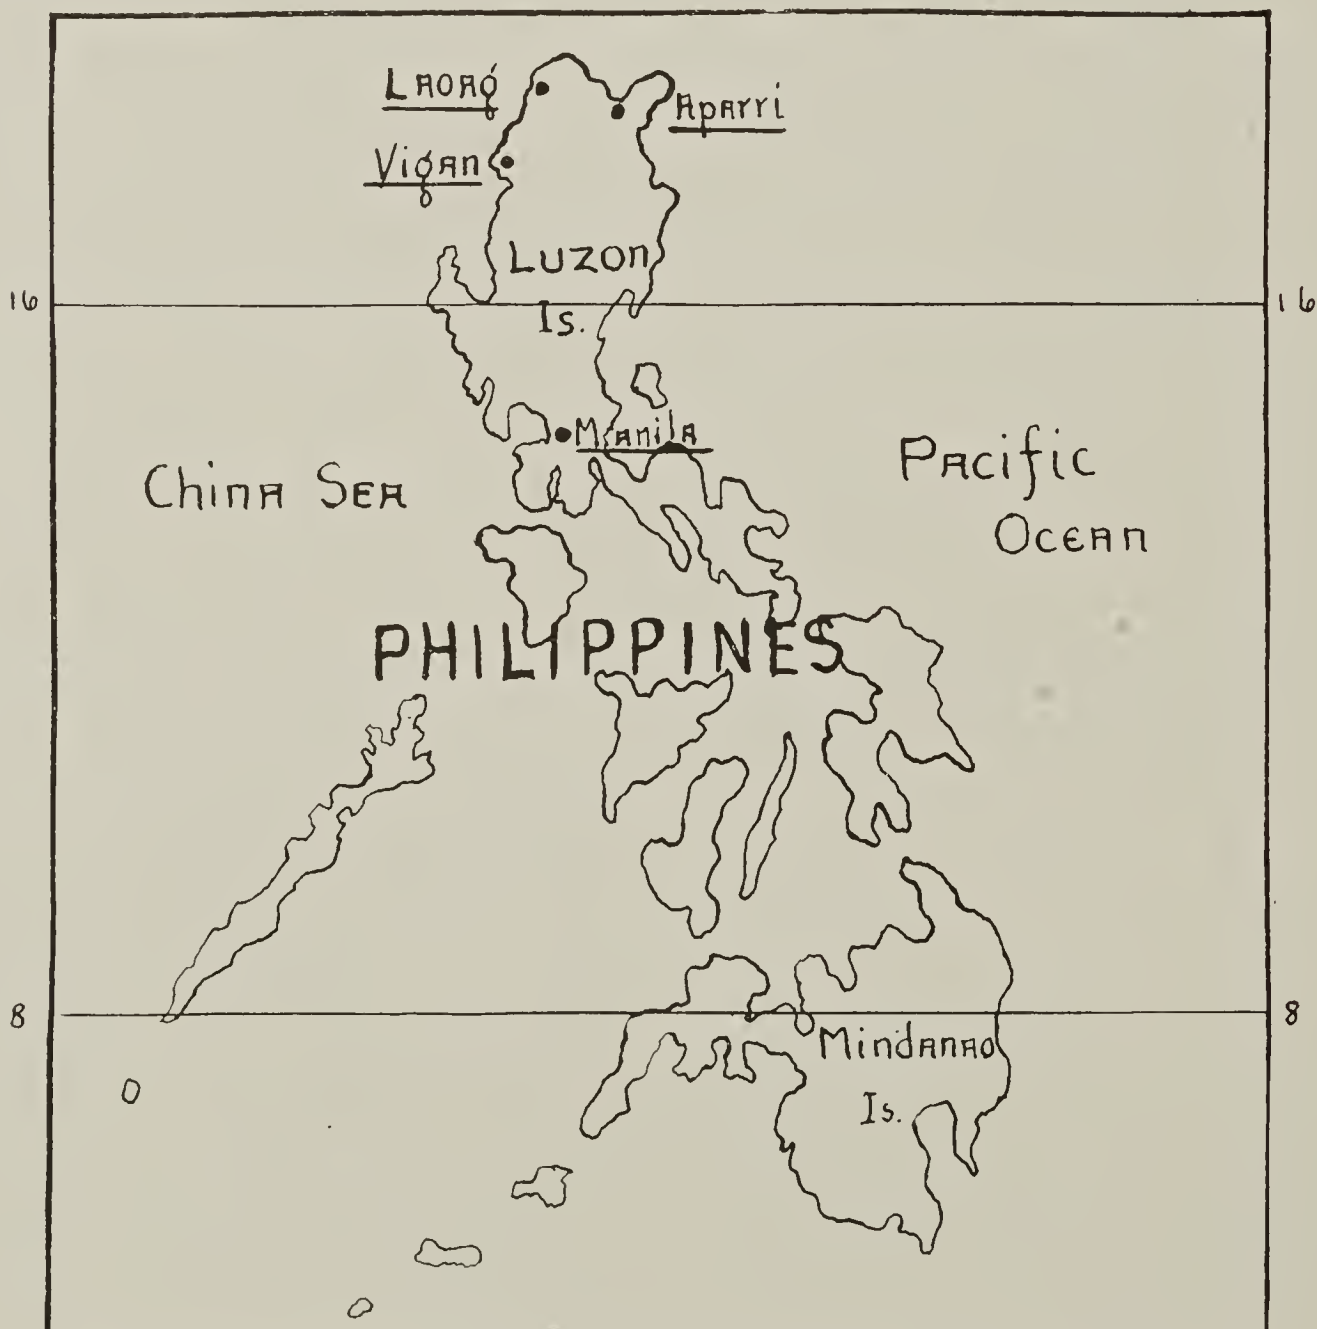 Laoag
Aparri
Vigan
Luzon
16 16
Is.
Manila
China Sea
Pacific
Ocean
PHILIPPINES
8 8
Mindanao
Is.